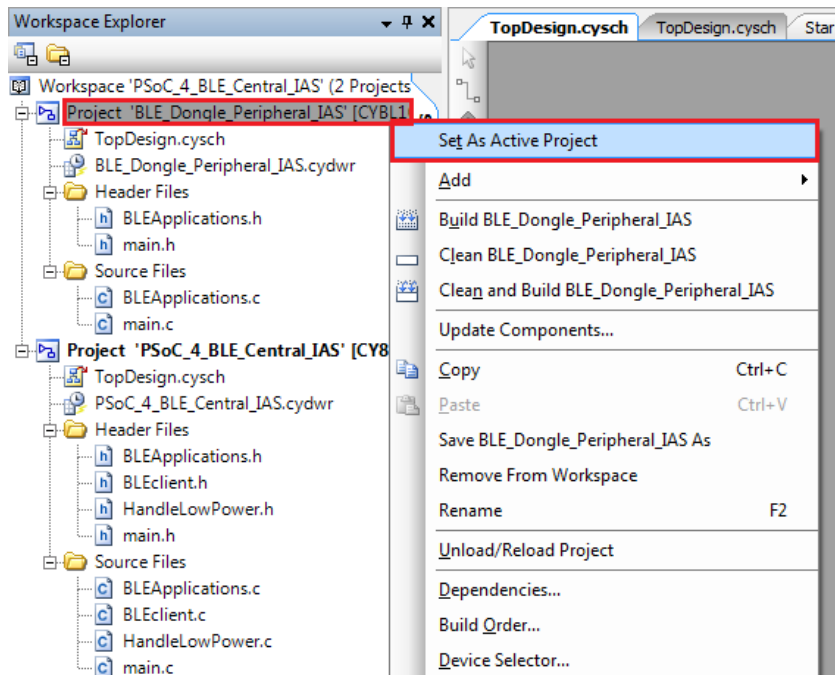 Workspace Explorer
TopDesign.cysch TopDesign.cysch Star
Workspace 'PSoC_4_BLE_Central_IAS' (2 Projects
Project 'BLE_Dongle_Peripheral_IAS' [CYBL1
TopDesign.cysch
BLE_Dongle_Peripheral_IAS.cydwr
Header Files
BLEApplications.h
main.h
Source Files
BLEApplications.c
main.c
Project 'PSoC_4_BLE_Central_IAS' [CY8
TopDesign.cysch
PSoC_4_BLE_Central_IAS.cydwr
Header Files
BLEApplications.h
BLEclient.h
HandleLowPower.h
main.h
Source Files
BLEApplications.c
BLEclient.c
HandleLowPower.c
main.c
Set As Active Project
Add
Build BLE_Dongle_Peripheral_IAS
Clean BLE_Dongle_Peripheral_IAS
Clean and Build BLE_Dongle_Peripheral_IAS
Update Components...
Copy Ctrl+C
Paste Ctrl+V
Save BLE_Dongle_Peripheral_IAS As
Remove From Workspace
Rename F2
Unload/Reload Project
Dependencies...
Build Order...
Device Selector...